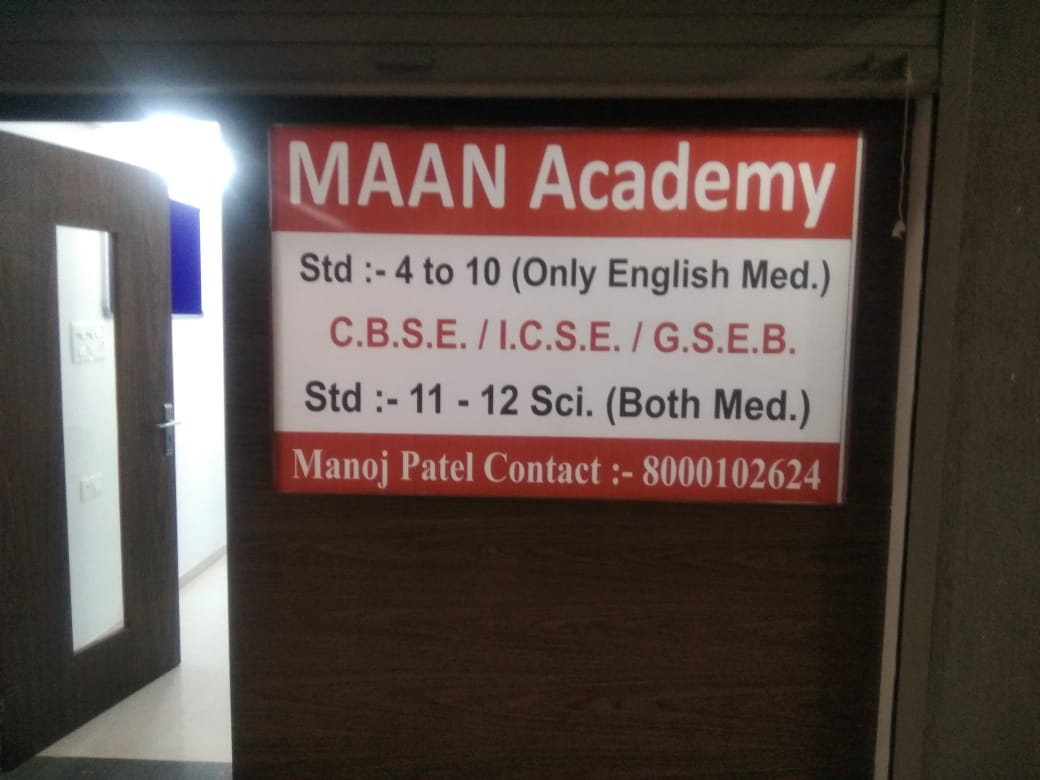 MAAN Academy
Std :- 4 to 10 (Only English Med.)
C.B.S.E. / I.C.S.E. / G.S.E.B.
Std :- 11 - 12 Sci. (Both Med.)
Manoj Patel Contact :- 8000102624